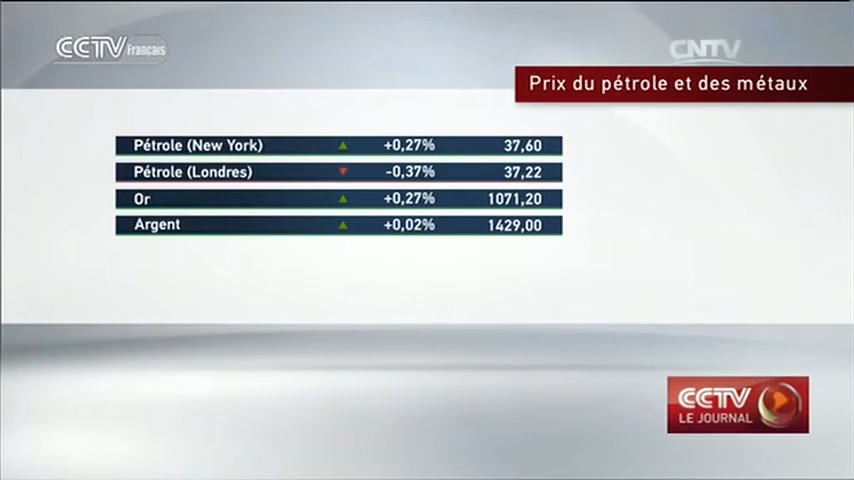 CCTV Français
CNTV
Prix du pétrole et des métaux
Pétrole (New York) ▲ +0,27% 37,60
Pétrole (Londres) ▼ -0,37% 37,22
Or ▲ +0,27% 1071,20
Argent ▲ +0,02% 1429,00
CCTV
LE JOURNAL